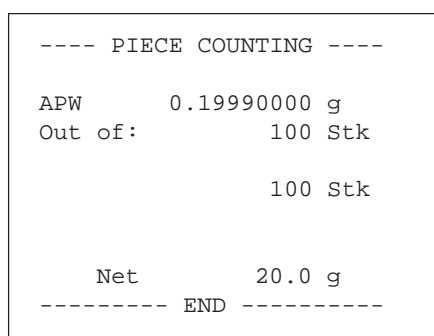 ---- PIECE COUNTING ----
APW 0.19990000 g
Out of: 100 Stk
100 Stk
Net 20.0 g
--------- END ----------